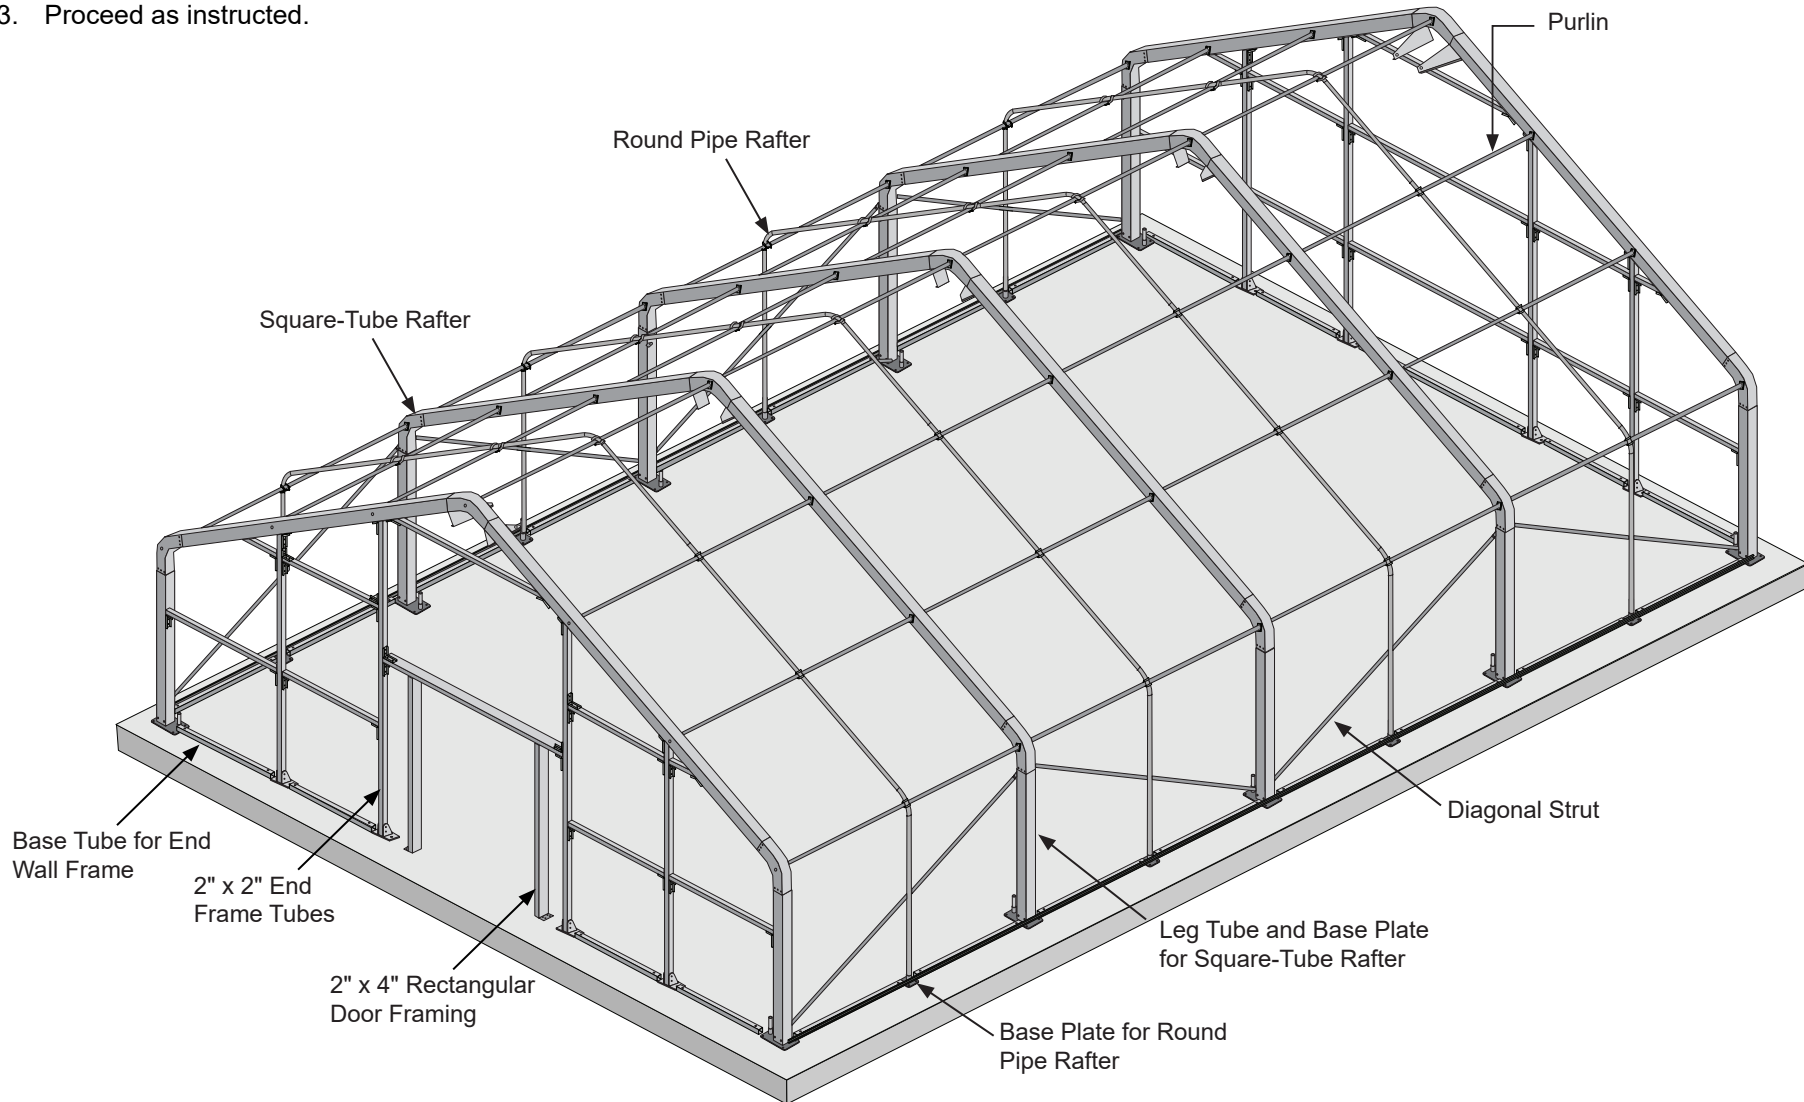 3. Proceed as instructed.
Purlin
Round Pipe Rafter
Square-Tube Rafter
Diagonal Strut
Base Tube for End
Wall Frame
2" x 2" End
Frame Tubes
Leg Tube and Base Plate
for Square-Tube Rafter
2" x 4" Rectangular
Door Framing
Base Plate for Round
Pipe Rafter